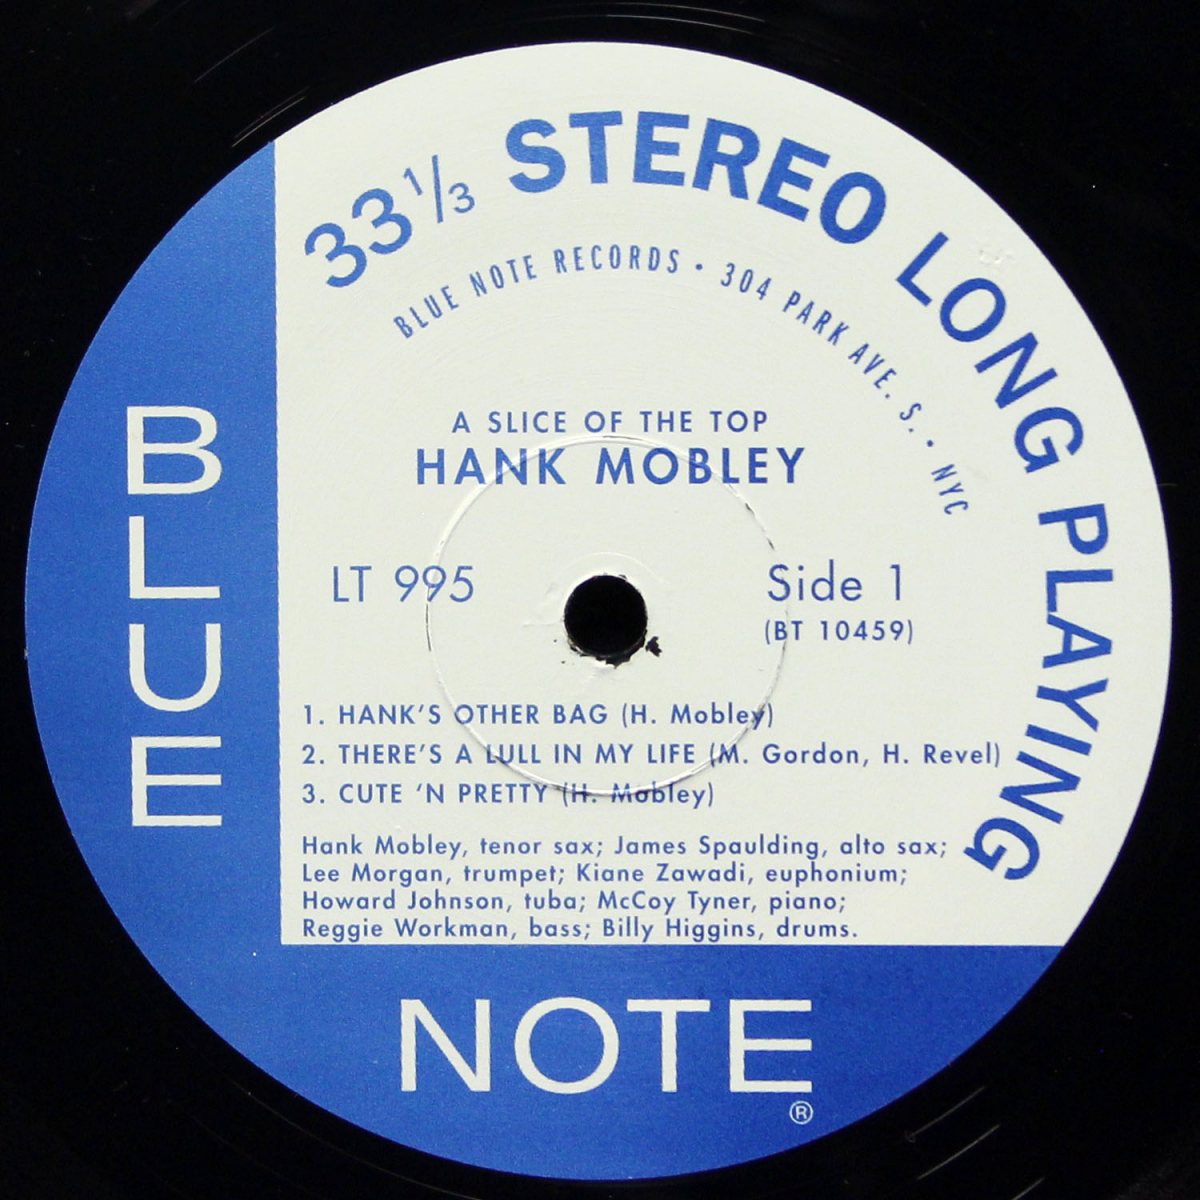 33 1/3 STEREO LONG PLAYING
BLUE NOTE RECORDS · 304 PARK AVE. S. · NYC
A SLICE OF THE TOP
HANK MOBLEY
LT 995
Side 1
(BT 10459)
1. HANK'S OTHER BAG (H. Mobley)
2. THERE'S A LULL IN MY LIFE (M. Gordon, H. Revel)
3. CUTE 'N PRETTY (H. Mobley)
Hank Mobley, tenor sax; James Spaulding, alto sax;
Lee Morgan, trumpet; Kiane Zawadi, euphonium;
Howard Johnson, tuba; McCoy Tyner, piano;
Reggie Workman, bass; Billy Higgins, drums.
BLUE
NOTE
®